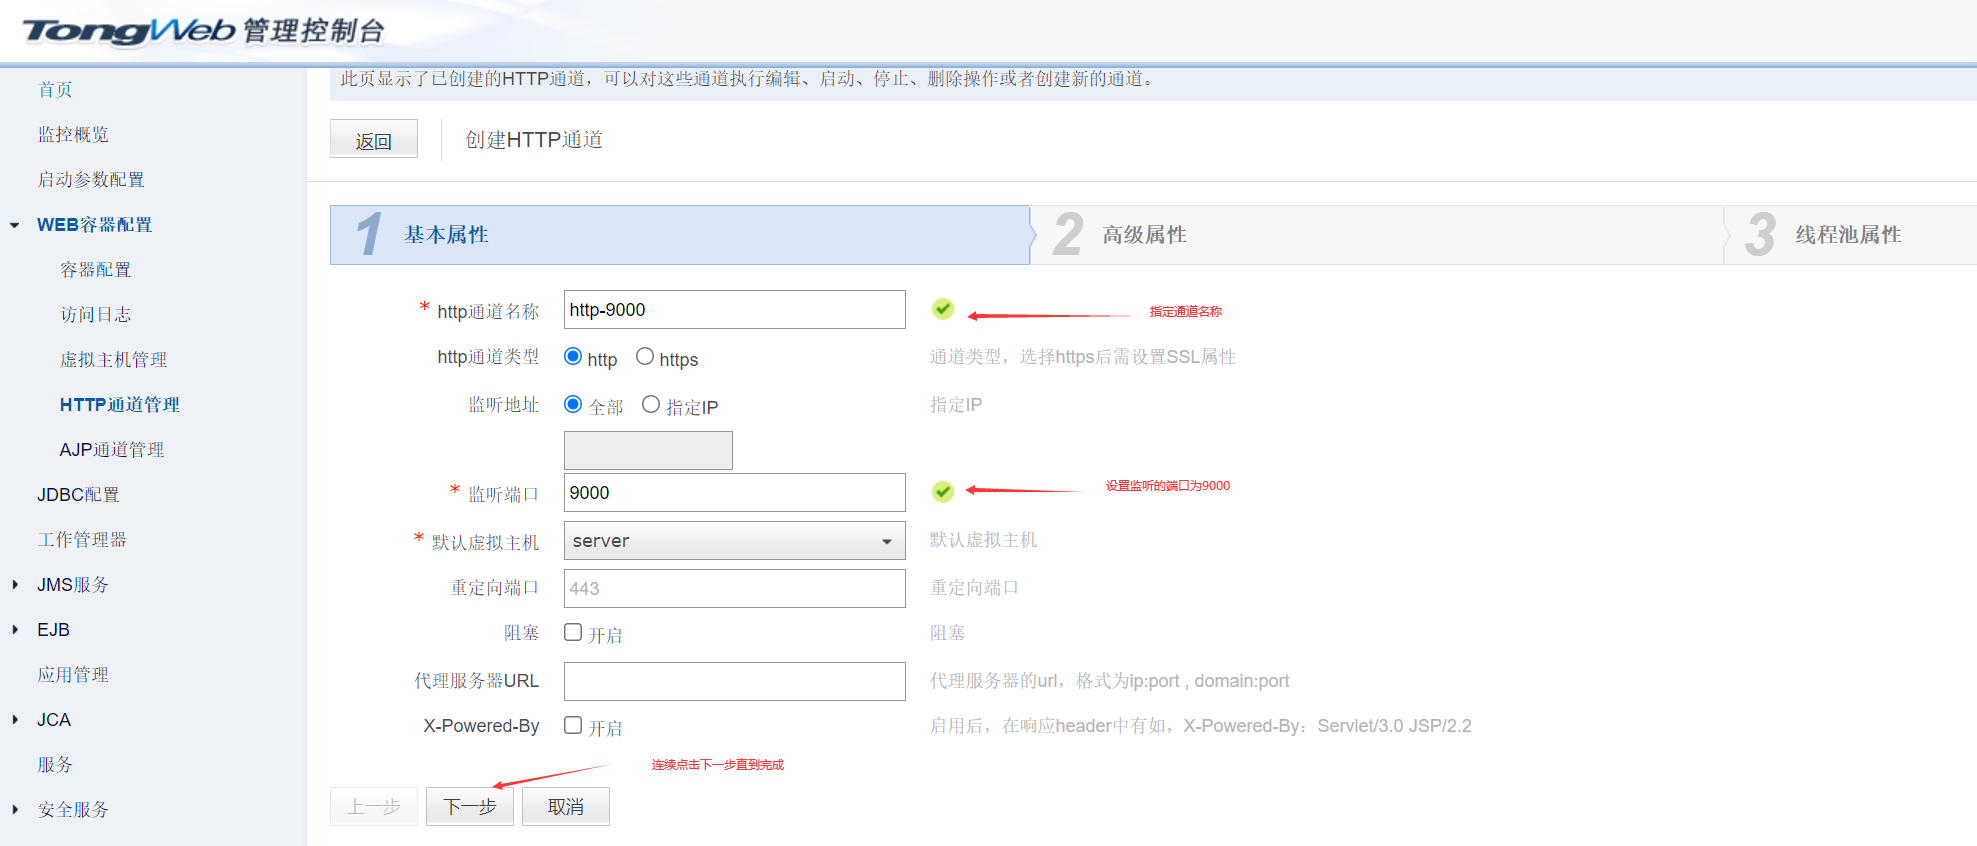 TongWeb 管理控制台
首页
监控概览
启动参数配置
WEB容器配置
容器配置
访问日志
虚拟主机管理
HTTP通道管理
AJP通道管理
JDBC配置
工作管理器
JMS服务
EJB
应用管理
JCA
服务
安全服务
此页显示了已创建的HTTP通道，可以对这些通道执行编辑、启动、停止、删除操作或者创建新的通道。
返回 创建HTTP通道
1 基本属性 2 高级属性 3 线程池属性
* http通道名称 http-9000 指定通道名称
http通道类型 http https 通道类型，选择https后需设置SSL属性
监听地址 全部 指定IP 指定IP
* 监听端口 9000 设置监听的端口为9000
* 默认虚拟主机 server 默认虚拟主机
重定向端口 443 重定向端口
阻塞 开启 阻塞
代理服务器URL 代理服务器的url，格式为ip:port , domain:port
X-Powered-By 开启 启用后，在响应header中有如，X-Powered-By：Servlet/3.0 JSP/2.2
连续点击下一步直到完成
上一步 下一步 取消